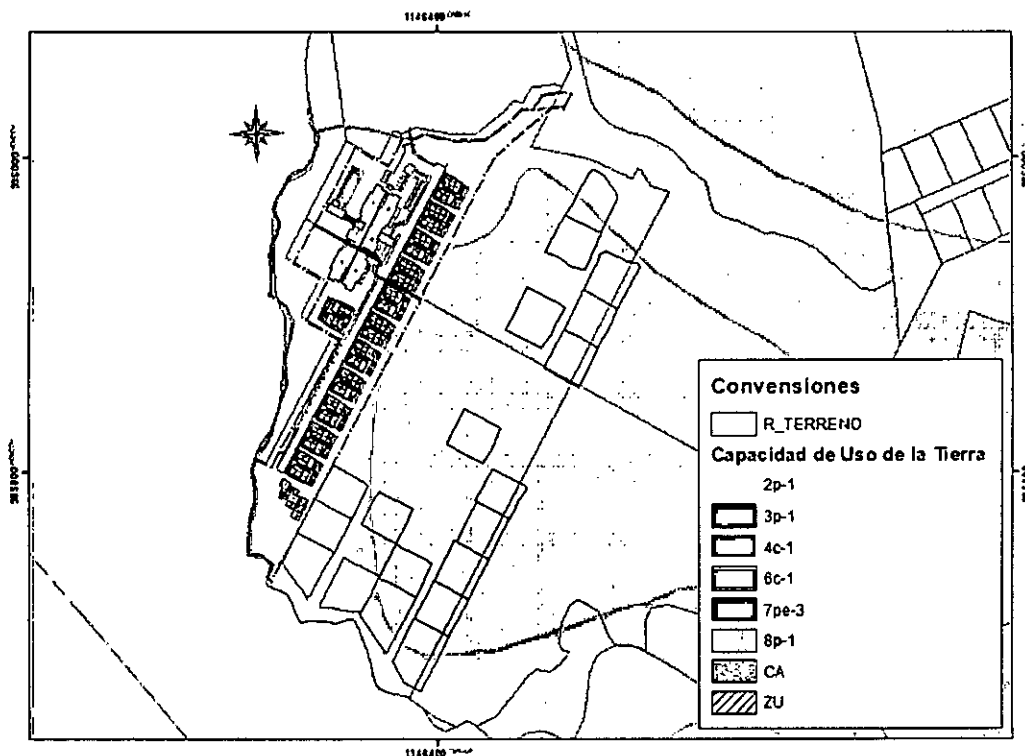 Convensiones
R_TERRENO
Capacidad de Uso de la Tierra
2p-1
3p-1
4c-1
6c-1
7pe-3
8p-1
CA
ZU